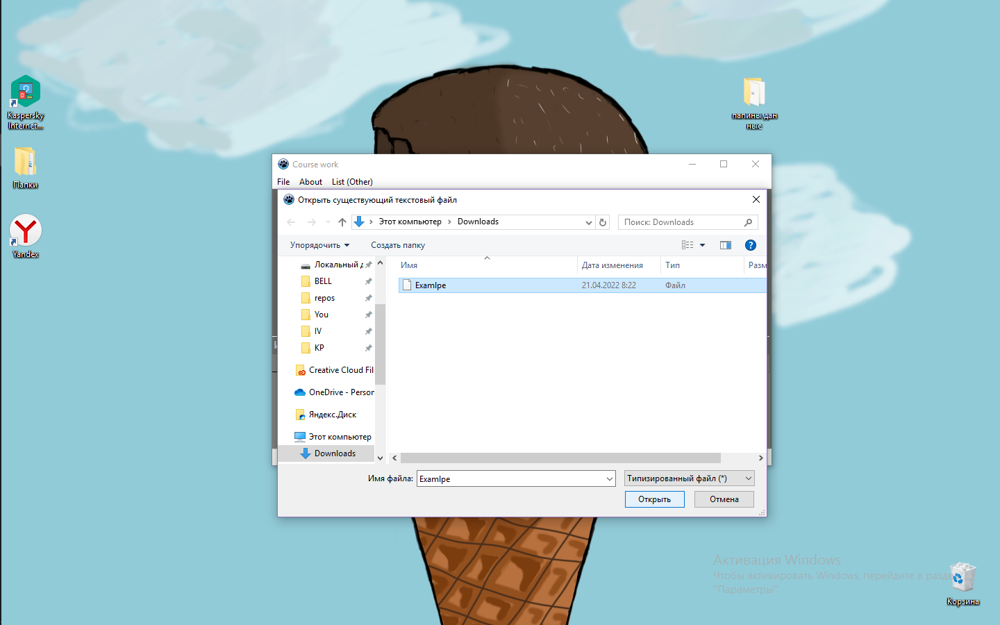 Kaspersky
Internet...
Папки
Yandex
папины дан
ные
Course work
File About List (Other)
Открыть существующий текстовый файл
Этот компьютер Downloads
Поиск: Downloads
Упорядочить Создать папку
?
Локальный д
BELL
repos
You
IV
KP
Creative Cloud Fil
OneDrive - Person
Яндекс.Диск
Этот компьютер
Downloads
Имя Дата изменения Тип Разм
Examlpe 21.04.2022 8:22 Файл
Имя файла: Examlpe Типизированный файл (*)
Открыть Отмена
Активация Windows
Чтобы активировать Windows, перейдите в разде
"Параметры".
Корзина